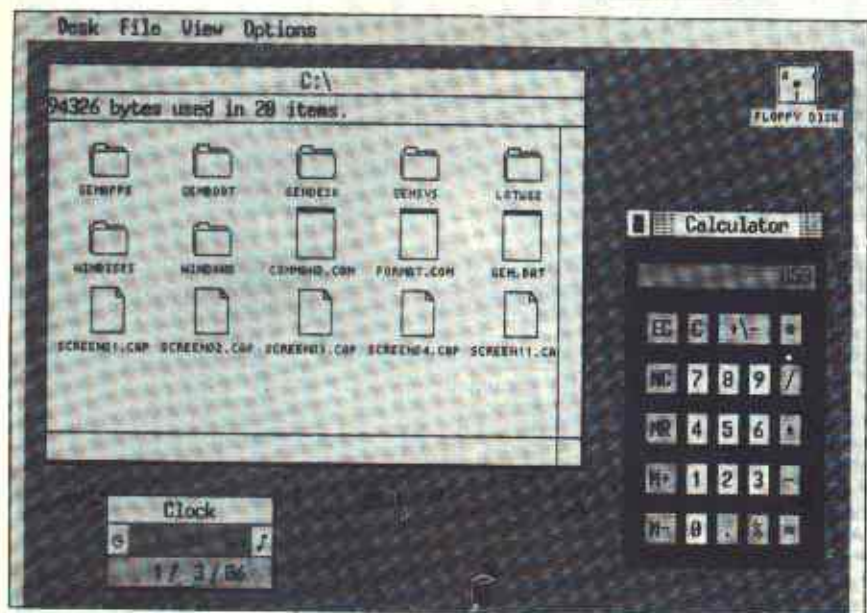 Desk File View Options
C:\
94326 bytes used in 20 items.
FLOPPY DISK
GEMAPPS GEMBOOT GEMDESK GEMSYS
WINDOWS COMMAND.COM FORMAT.COM GEM.BAT
SCREEN01.CAP SCREEN02.CAP SCREEN03.CAP SCREEN04.CAP SCREEN11.CA
Calculator
EC C +\-
MC 7 8 9 /
MR 4 5 6 *
M+ 1 2 3 -
M- 0 . % =
Clock
1/ 3/86